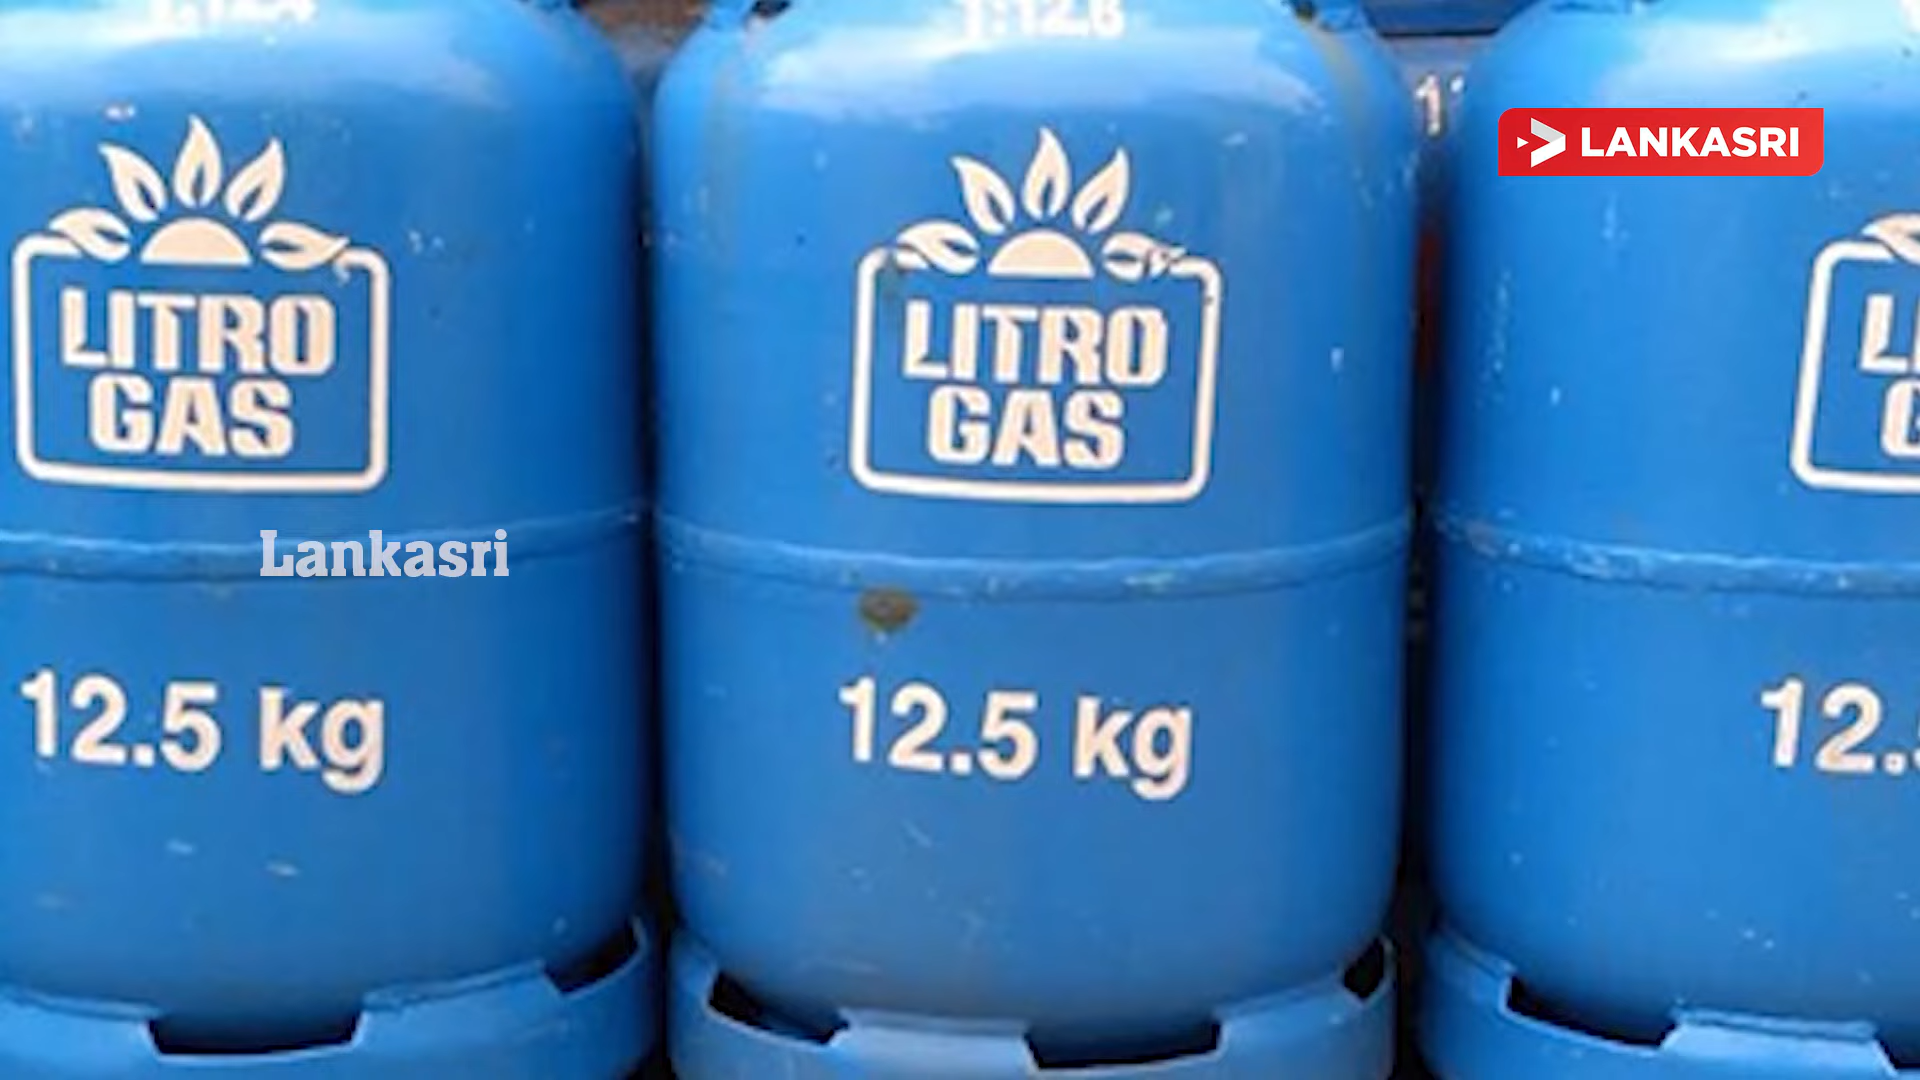 LANKASRI
LITRO
GAS
12.5 kg
LITRO
GAS
12.5 kg
Lankasri